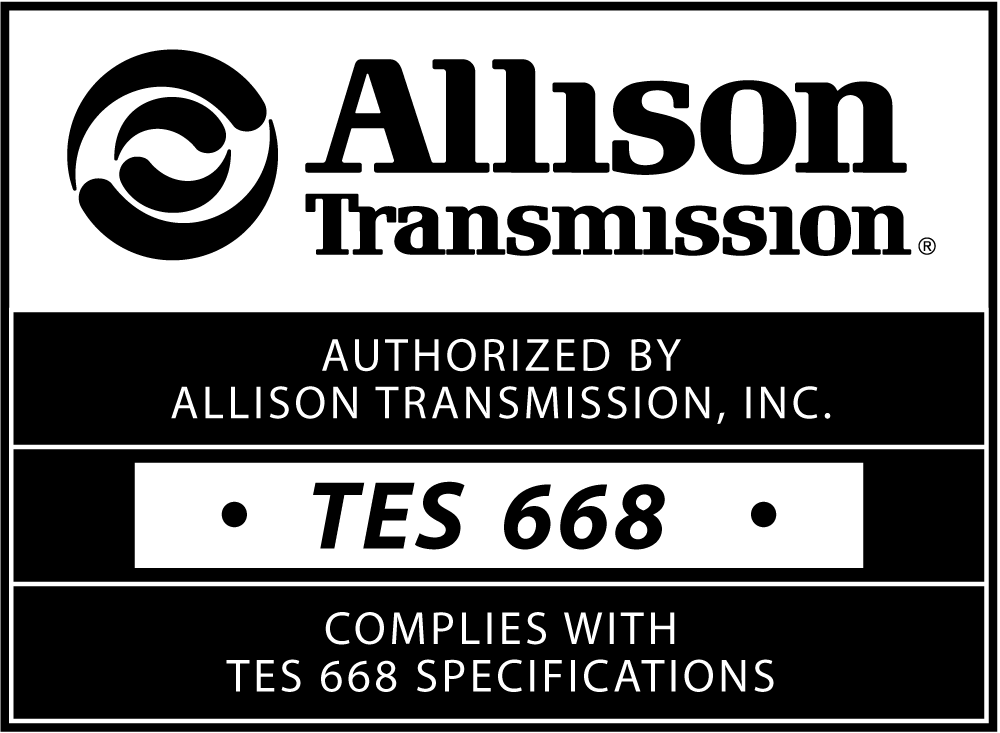 Allison
Transmission®
AUTHORIZED BY
ALLISON TRANSMISSION, INC.
• TES 668 •
COMPLIES WITH
TES 668 SPECIFICATIONS